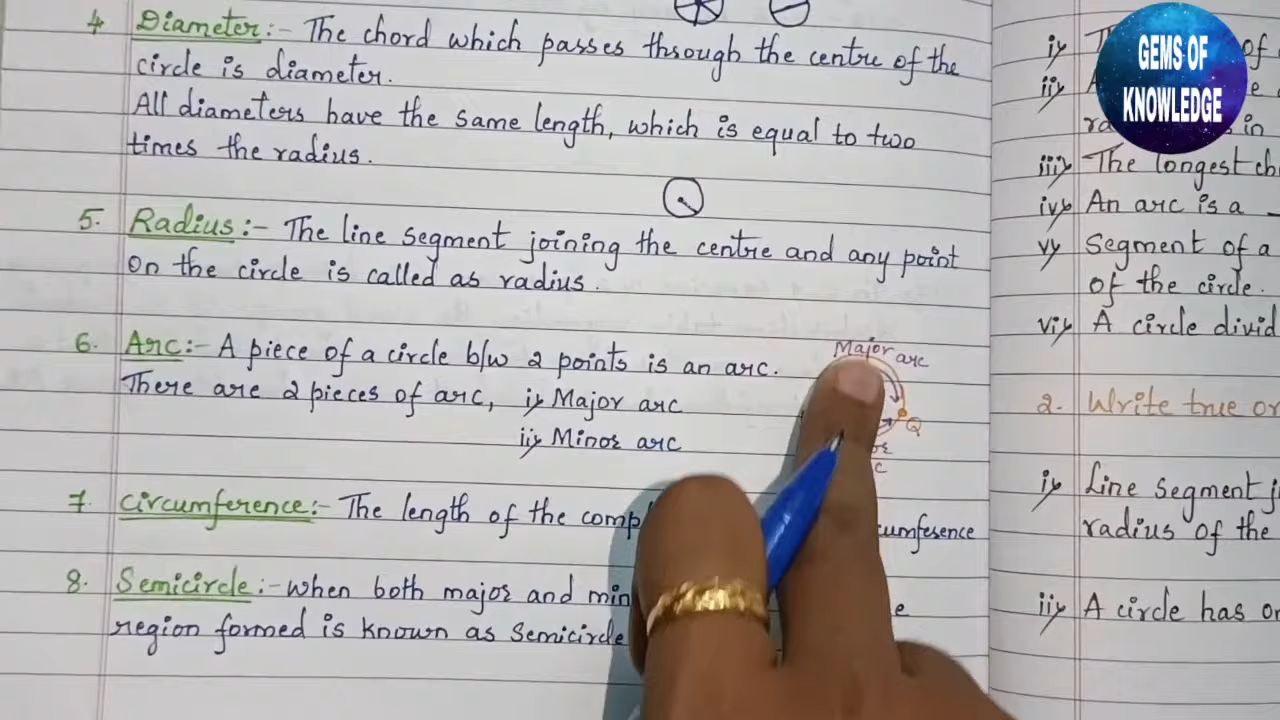 4 Diameter:- The chord which passes through the centre of the
circle is diameter.
All diameters have the same length, which is equal to two
times the radius.
5. Radius:- The line segment joining the centre and any point
on the circle is called as radius.
6. Arc:- A piece of a circle b/w 2 points is an arc.
There are 2 pieces of arc, i) Major arc
ii) Minor arc
Major arc
Q
7. Circumference:- The length of the
8. Semicircle:- when both major and
region formed is known as semicircle
GEMS OF
KNOWLEDGE
i) of
ii)
in
iii) The longest
iv) An arc is a
v) Segment of a
of the circle.
vi) A circle
2. Write true or
i) Line segment
radius of the
ii) A circle has